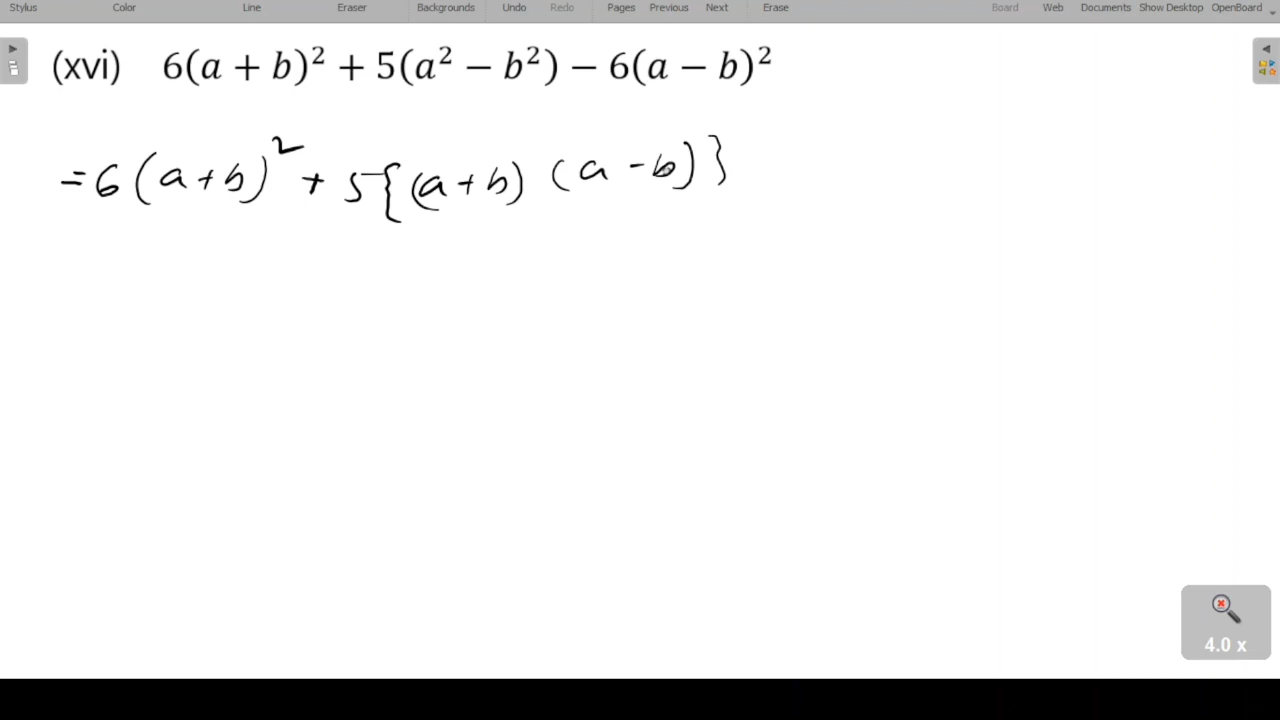 Stylus Color Line Eraser Backgrounds Undo Redo Pages Previous Next Erase Board Web Documents Show Desktop OpenBoard
(xvi) 6(a + b)² + 5(a² − b²) − 6(a − b)²
= 6(a+b)² + 5{(a+b) (a-b)}
4.0 x